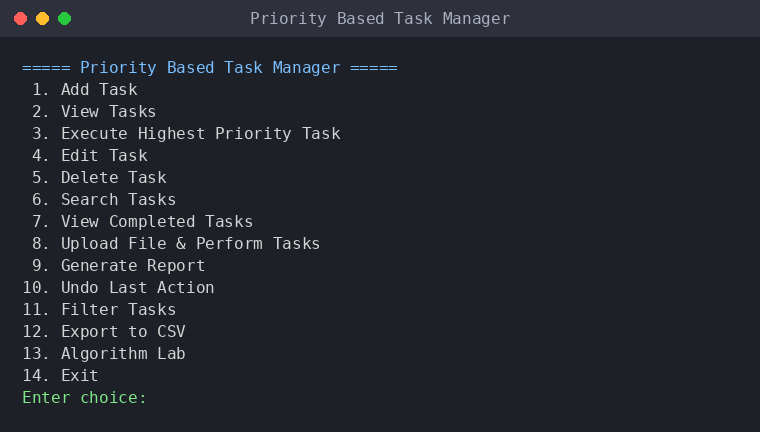 Priority Based Task Manager
===== Priority Based Task Manager =====
 1. Add Task
 2. View Tasks
 3. Execute Highest Priority Task
 4. Edit Task
 5. Delete Task
 6. Search Tasks
 7. View Completed Tasks
 8. Upload File & Perform Tasks
 9. Generate Report
10. Undo Last Action
11. Filter Tasks
12. Export to CSV
13. Algorithm Lab
14. Exit
Enter choice: